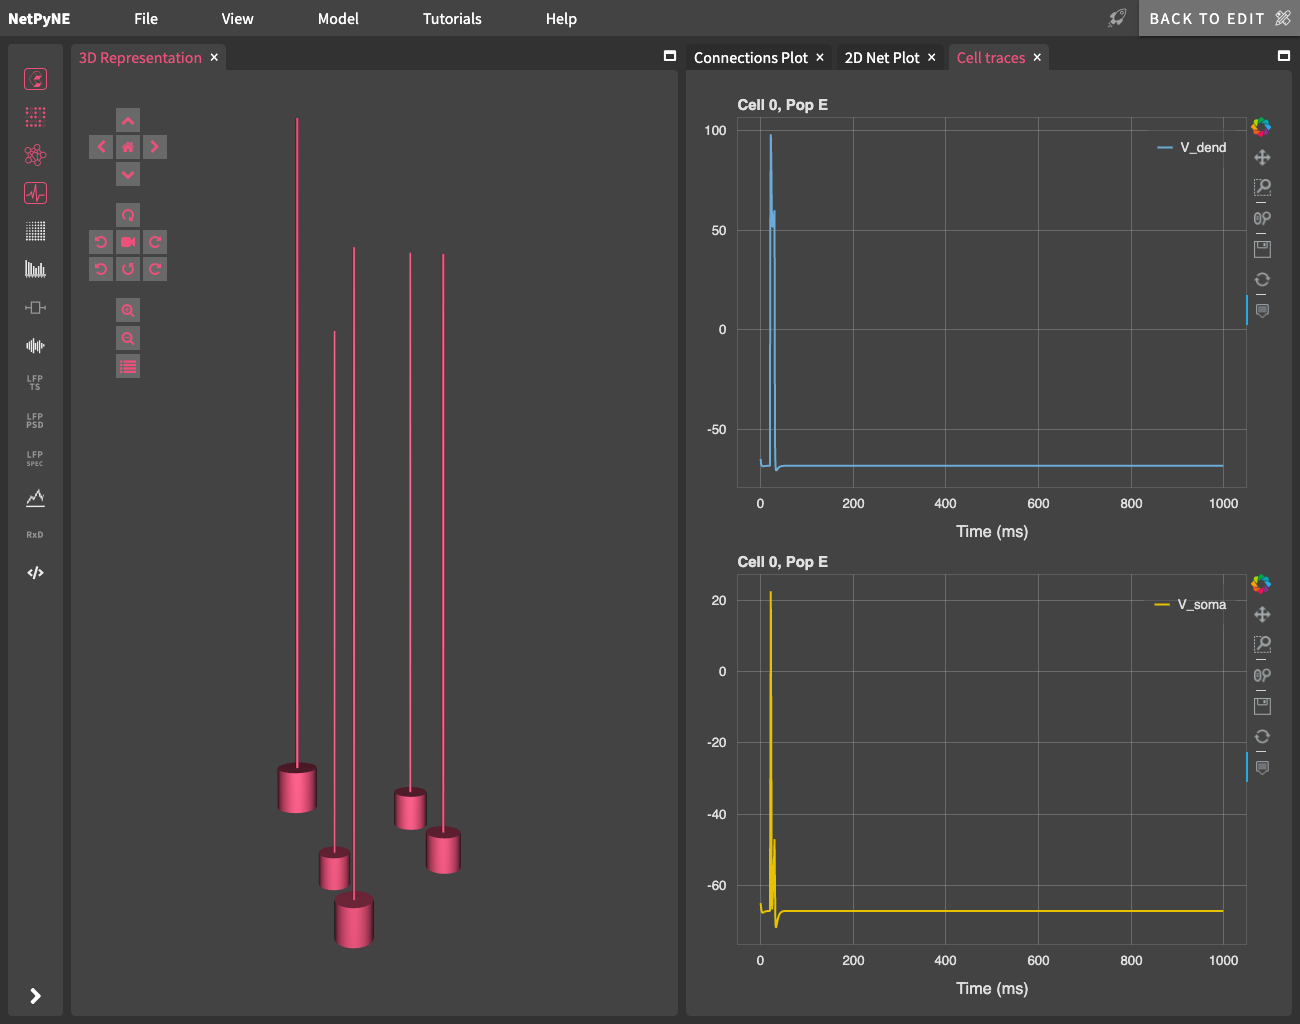 NetPyNE File View Model Tutorials Help BACK TO EDIT
3D Representation ×
Connections Plot × 2D Net Plot × Cell traces ×
LFP
TS
LFP
PSD
LFP
SPEC
RxD
</>
Cell 0, Pop E
V_dend
100
50
0
-50
0 200 400 600 800 1000
Time (ms)
Cell 0, Pop E
V_soma
20
0
-20
-40
-60
0 200 400 600 800 1000
Time (ms)